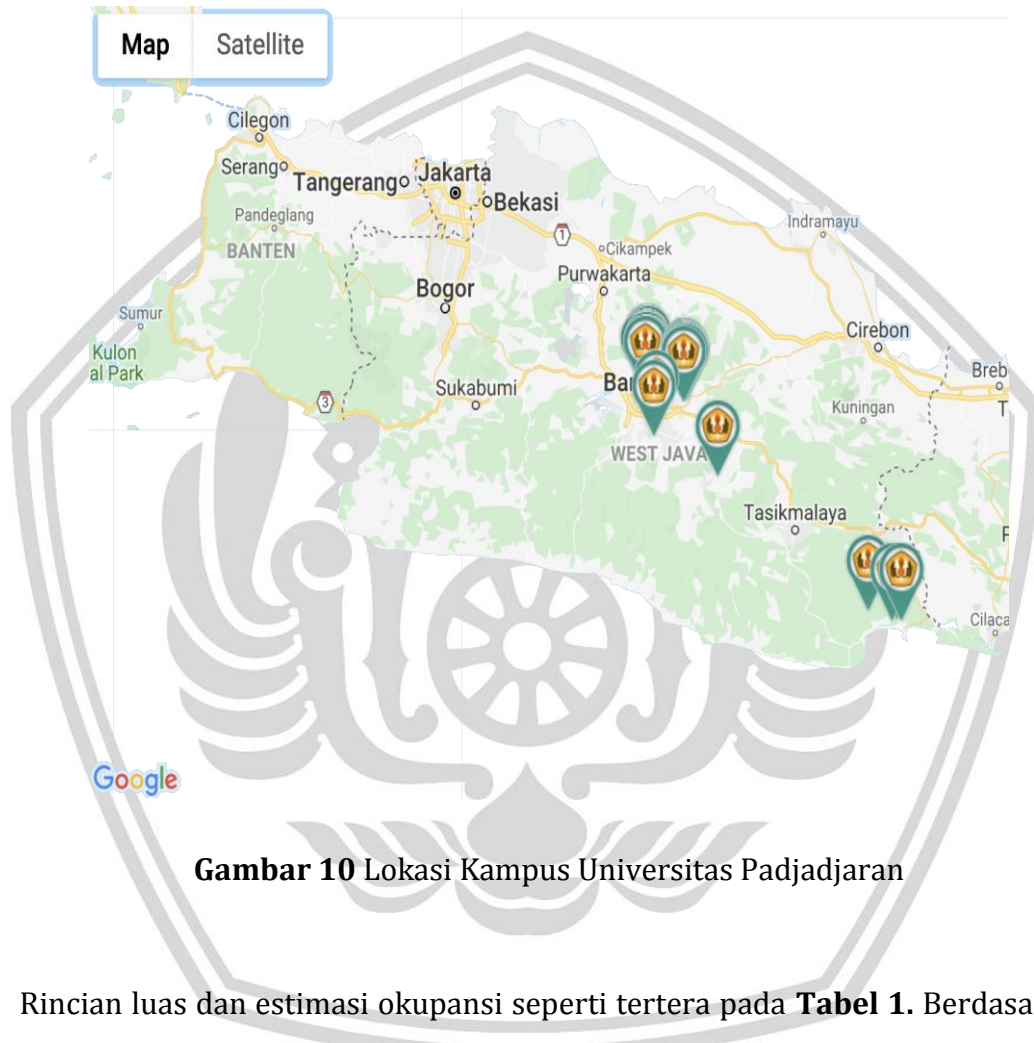 Map Satellite
Cilegon
Serang
Tangerang
Jakarta
Bekasi
Pandeglang
BANTEN
1
Cikampek
Indramayu
Purwakarta
Bogor
Sumur
Cirebon
Kulon
al Park
Breb
Sukabumi
3
Ba
Kuningan
T
WEST JAVA
Tasikmalaya
F
Cilaca
Google
Gambar 10 Lokasi Kampus Universitas Padjadjaran
Rincian luas dan estimasi okupansi seperti tertera pada Tabel 1. Berdasa